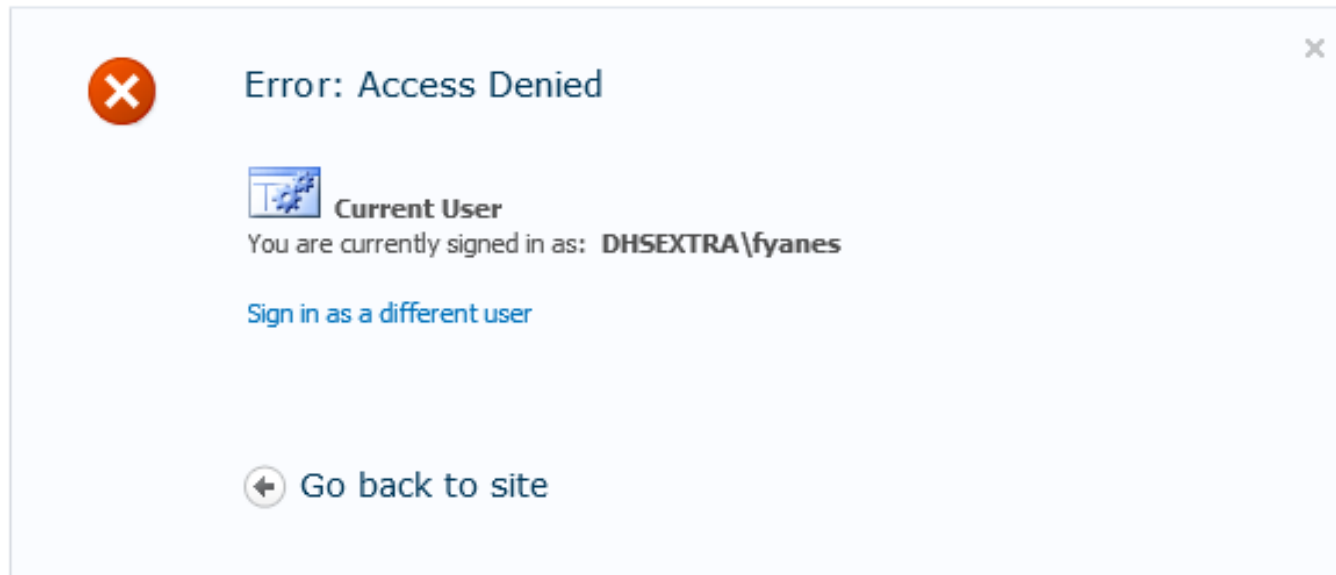 Error: Access Denied
Current User
You are currently signed in as: DHSEXTRA\fyanes
Sign in as a different user
Go back to site